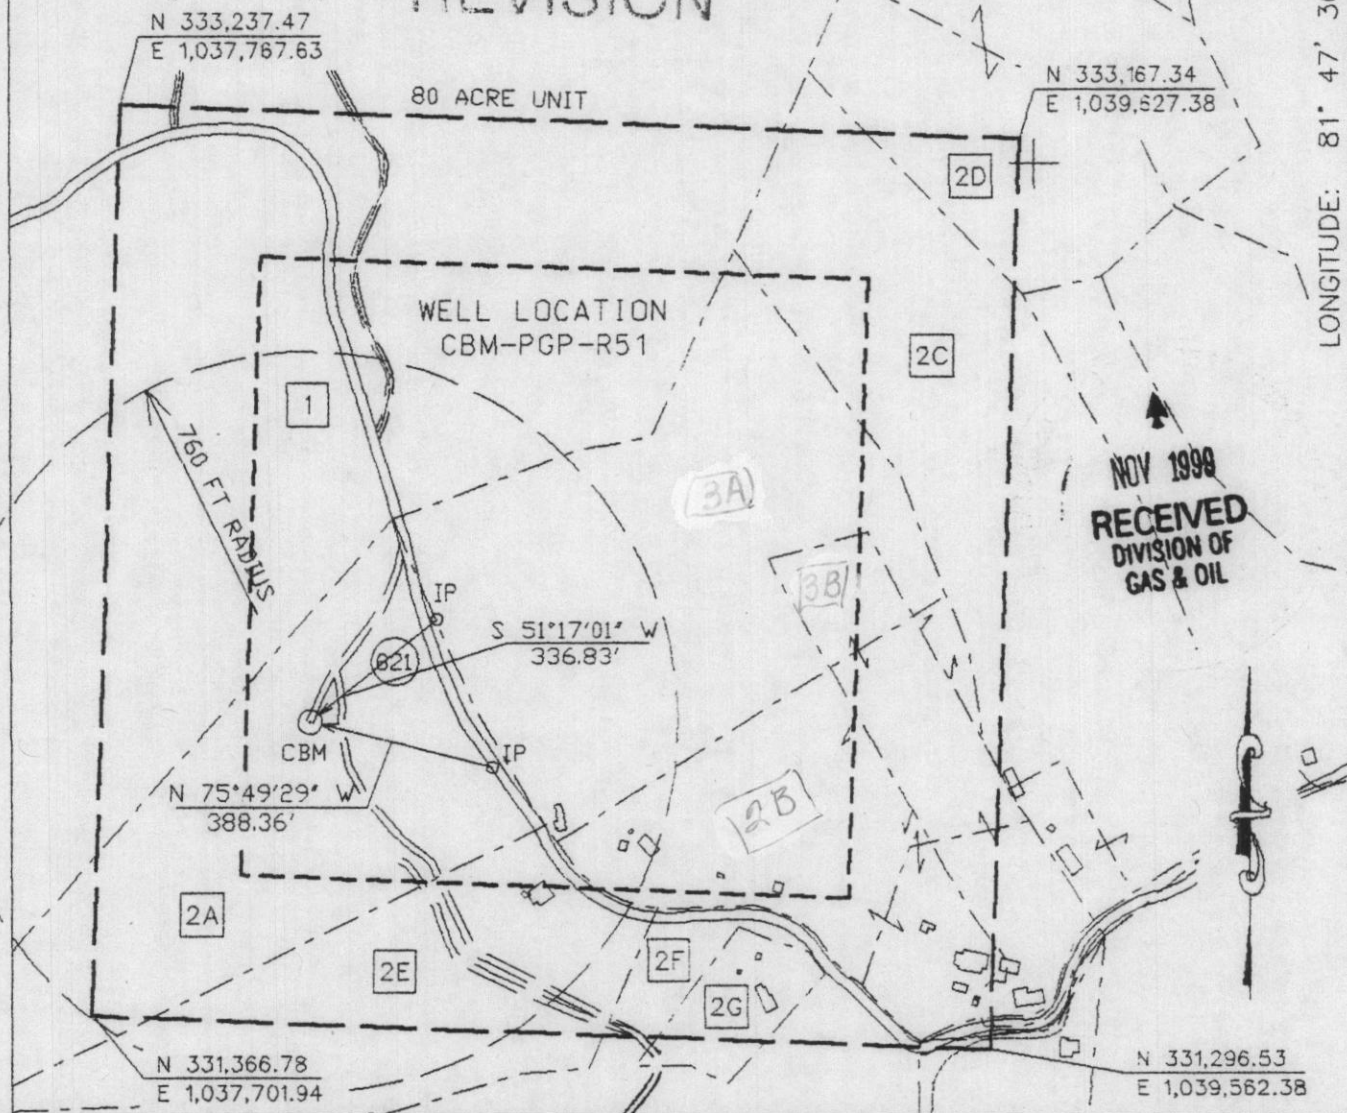 REVISION
N 333,237.47
E 1,037,767.63
80 ACRE UNIT
N 333,167.34
E 1,039,627.38
LONGITUDE: 81° 47'
2D
WELL LOCATION
CBM-PGP-R51
2C
1
760 FT RADIUS
3A
NOV 1999
RECEIVED
DIVISION OF
GAS & OIL
3B
IP
S 51°17'01" W
336.83'
621
CBM
IP
N 75°49'29" W
388.36'
2B
2A
2E
2F
2G
N 331,366.78
E 1,037,701.94
N 331,296.53
E 1,039,562.38